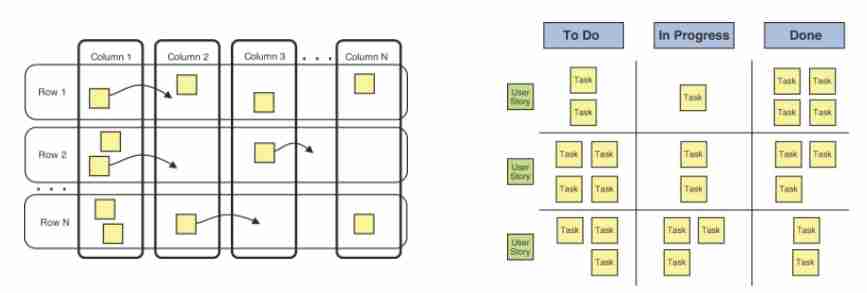 Column 1 Column 2 Column 3 . . . Column N
Row 1
Row 2
. . .
Row N
To Do In Progress Done
User Story Task Task Task Task Task
Task Task Task
User Story Task Task Task Task Task
Task Task Task Task
User Story Task Task Task Task Task
Task Task Task